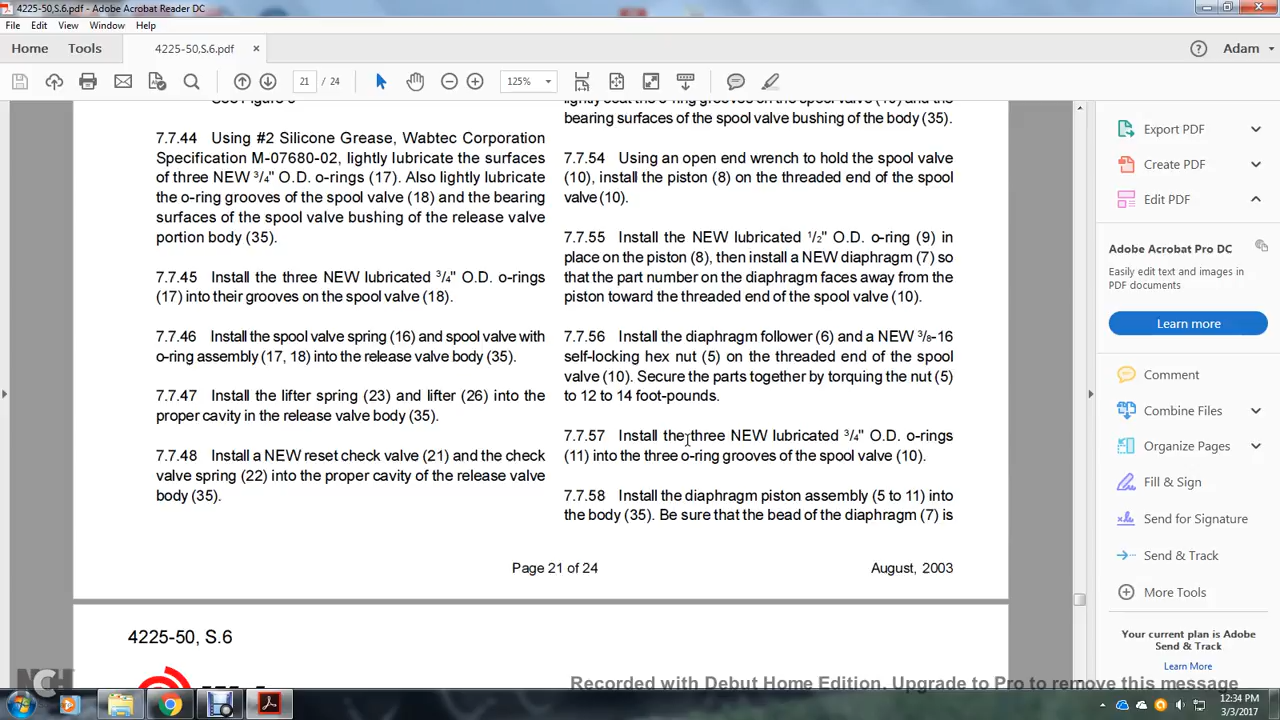 4225-50,S.6.pdf - Adobe Acrobat Reader DC
File Edit View Window Help
Home Tools 4225-50,S.6.pdf × Adam
21 / 24 125%
7.7.44 Using #2 Silicone Grease, Wabtec Corporation
Specification M-07680-02, lightly lubricate the surfaces
of three NEW 3/4" O.D. o-rings (17). Also lightly lubricate
the o-ring grooves of the spool valve (18) and the bearing
surfaces of the spool valve bushing of the release valve
portion body (35).
7.7.45 Install the three NEW lubricated 3/4" O.D. o-rings
(17) into their grooves on the spool valve (18).
7.7.46 Install the spool valve spring (16) and spool valve with
o-ring assembly (17, 18) into the release valve body (35).
7.7.47 Install the lifter spring (23) and lifter (26) into the
proper cavity in the release valve body (35).
7.7.48 Install a NEW reset check valve (21) and the check
valve spring (22) into the proper cavity of the release valve
body (35).
bearing surfaces of the spool valve bushing of the body (35).
7.7.54 Using an open end wrench to hold the spool valve
(10), install the piston (8) on the threaded end of the spool
valve (10).
7.7.55 Install the NEW lubricated 1/2" O.D. o-ring (9) in
place on the piston (8), then install a NEW diaphragm (7) so
that the part number on the diaphragm faces away from the
piston toward the threaded end of the spool valve (10).
7.7.56 Install the diaphragm follower (6) and a NEW 3/8-16
self-locking hex nut (5) on the threaded end of the spool
valve (10). Secure the parts together by torquing the nut (5)
to 12 to 14 foot-pounds.
7.7.57 Install the three NEW lubricated 3/4" O.D. o-rings
(11) into the three o-ring grooves of the spool valve (10).
7.7.58 Install the diaphragm piston assembly (5 to 11) into
the body (35). Be sure that the bead of the diaphragm (7) is
Page 21 of 24 August, 2003
4225-50, S.6
Export PDF
Create PDF
Edit PDF
Adobe Acrobat Pro DC
Easily edit text and images in
PDF documents
Learn more
Comment
Combine Files
Organize Pages
Fill & Sign
Send for Signature
Send & Track
More Tools
Your current plan is Adobe
Send & Track
Learn More
NCH
Recorded with Debut Home Edition. Upgrade to Pro to remove this message
12:34 PM
3/3/2017